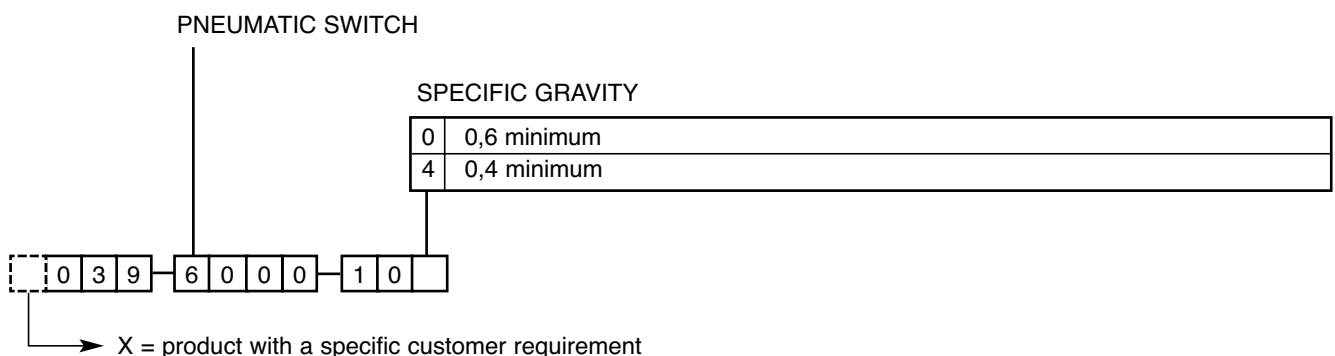 PNEUMATIC SWITCH
SPECIFIC GRAVITY
0 0,6 minimum
4 0,4 minimum
0 3 9 6 0 0 0 1 0
X = product with a specific customer requirement